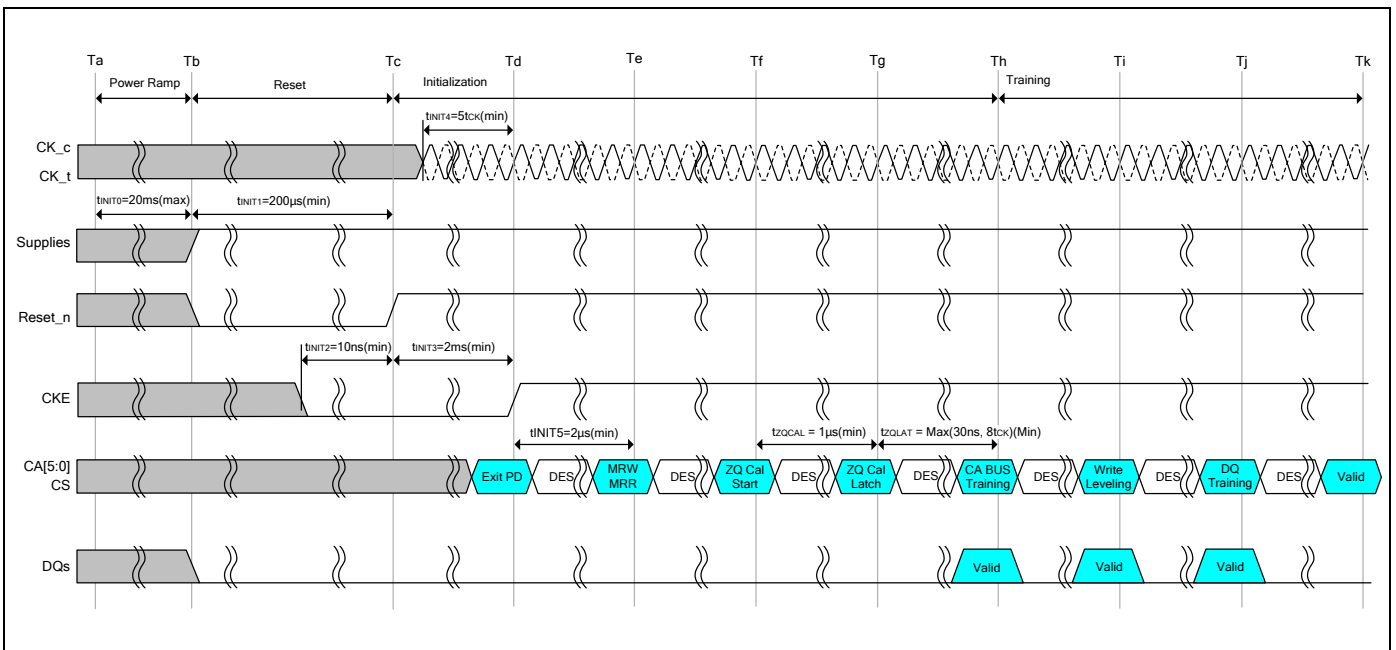 Ta Tb Tc Td Te Tf Tg Th Ti Tj Tk
Power Ramp Reset Initialization Training
tINIT4=5tCK(min)
CK_c
CK_t
tINIT0=20ms(max) tINIT1=200µs(min)
Supplies
Reset_n
tINIT2=10ns(min) tINIT3=2ms(min)
CKE
tINIT5=2µs(min) tZQCAL = 1µs(min) tZQLAT = Max(30ns, 8tCK)(Min)
CA[5:0]
CS
Exit PD
DES
MRW
MRR
DES
ZQ Cal
Start
DES
ZQ Cal
Latch
DES
CA BUS
Training
DES
Write
Leveling
DES
DQ
Training
DES
Valid
DQs
Valid Valid Valid